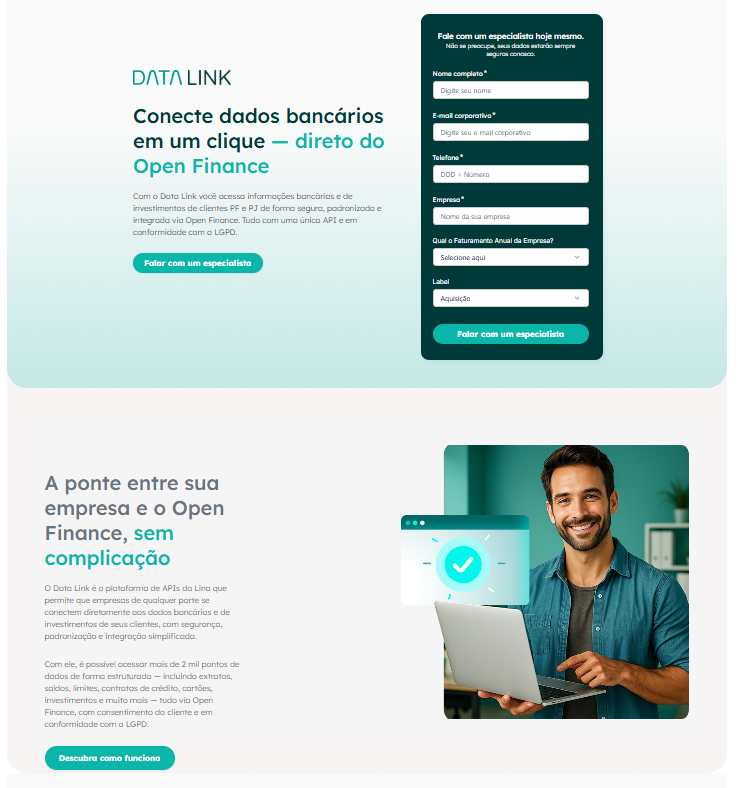 DATA LINK
Conecte dados bancários
em um clique — direto do
Open Finance
Com o Data Link você acessa informações bancárias e de
investimentos de clientes PF e PJ de forma segura, padronizada e
integrada via Open Finance. Tudo com uma única API e em
conformidade com a LGPD.
Falar com um especialista
Fale com um especialista hoje mesmo.
Não se preocupe, seus dados estarão sempre
seguros conosco.
Nome completo*
Digite seu nome
E-mail corporativo*
Digite seu e-mail corporativo
Telefone*
DDD + Número
Empresa*
Nome da sua empresa
Qual o Faturamento Anual da Empresa?
Selecione aqui
Label
Aquisição
Falar com um especialista
A ponte entre sua
empresa e o Open
Finance, sem
complicação
O Data Link é a plataforma de APIs da Lina que
permite que empresas de qualquer porte se
conectem diretamente aos dados bancários e de
investimentos de seus clientes, com segurança,
padronização e integração simplificada.
Com ele, é possível acessar mais de 2 mil pontos de
dados de forma estruturada — incluindo extratos,
saldos, limites, contratos de crédito, cartões,
investimentos e muito mais — tudo via Open
Finance, com consentimento do cliente e em
conformidade com a LGPD.
Descubra como funciona